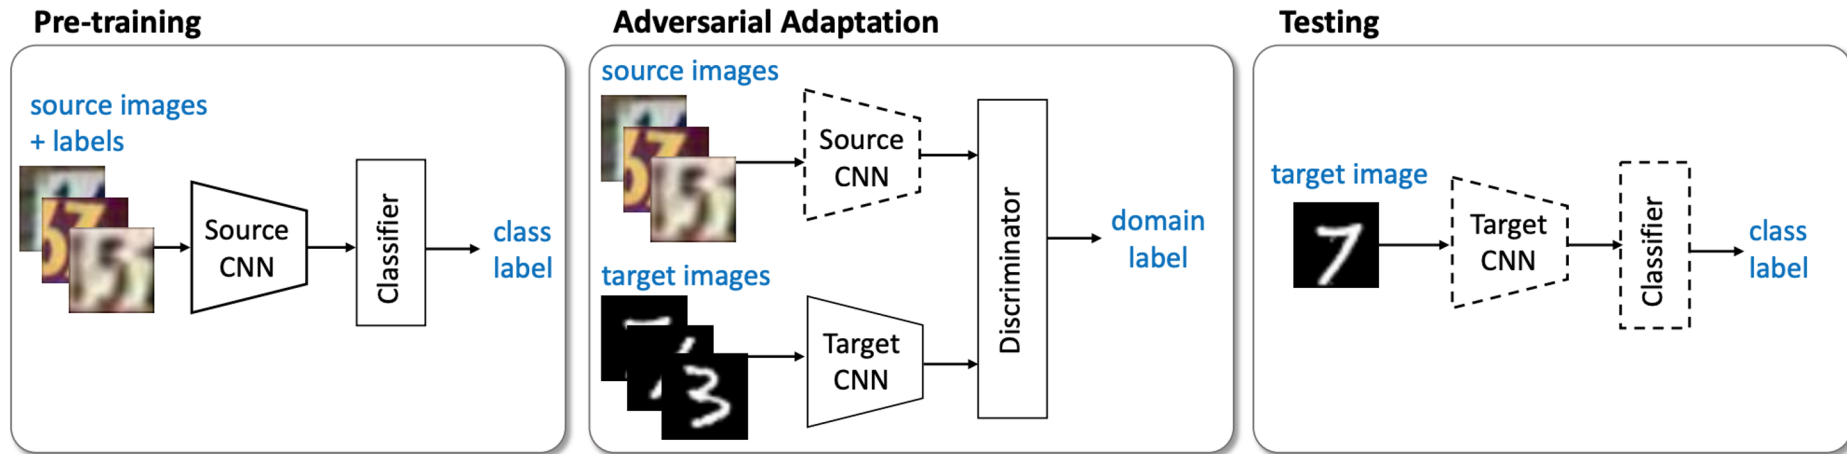 Pre-training
source images
+ labels
Source
CNN
Classifier
class
label
Adversarial Adaptation
source images
Source
CNN
target images
Target
CNN
Discriminator
domain
label
Testing
target image
7
Target
CNN
Classifier
class
label